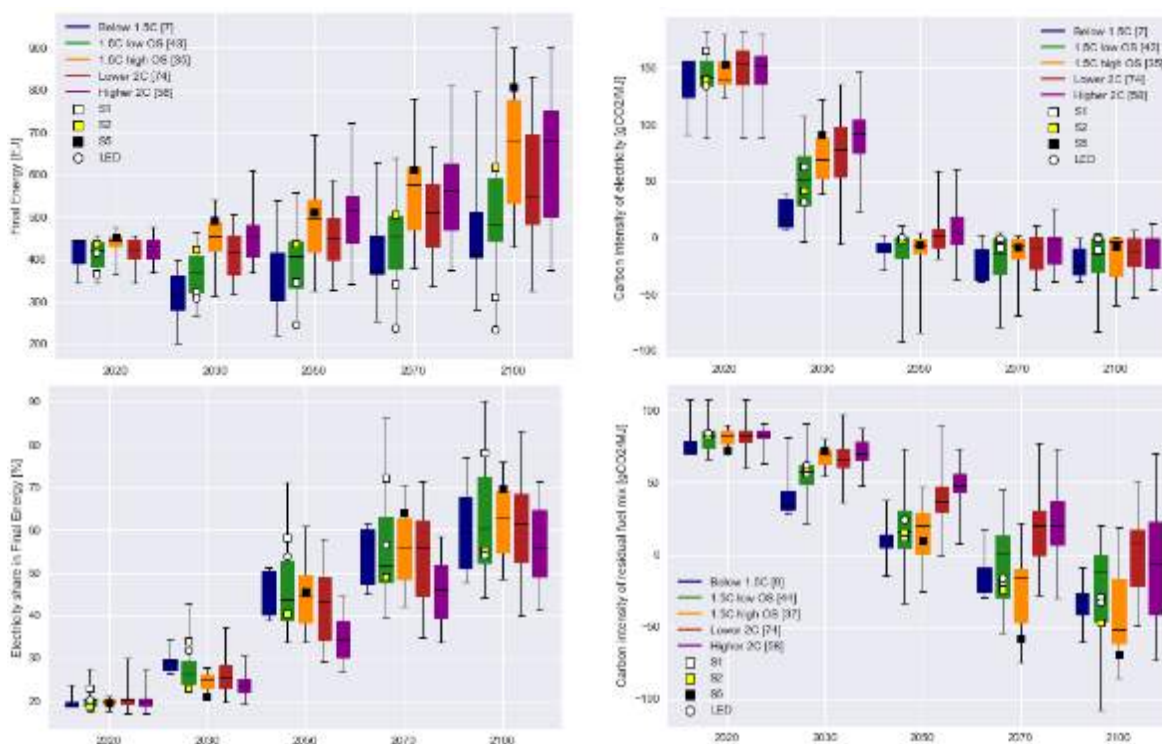 Final Energy [EJ]
900
800
700
600
500
400
300
200
Below 1.5C [7]
1.5C low OS [43]
1.5C high OS [35]
Lower 2C [74]
Higher 2C [58]
S1
S2
S5
LED
2020 2030 2050 2070 2100
Carbon intensity of electricity [gCO2/MJ]
150
100
50
0
−50
−100
Below 1.5C [7]
1.5C low OS [43]
1.5C high OS [35]
Lower 2C [74]
Higher 2C [58]
S1
S2
S5
LED
2020 2030 2050 2070 2100
Electricity share in Final Energy [%]
90
80
70
60
50
40
30
20
2020 2030 2050 2070 2100
Carbon intensity of residual fuel mix [gCO2/MJ]
100
50
0
−50
−100
Below 1.5C [9]
1.5C low OS [44]
1.5C high OS [37]
Lower 2C [74]
Higher 2C [58]
S1
S2
S5
LED
2020 2030 2050 2070 2100